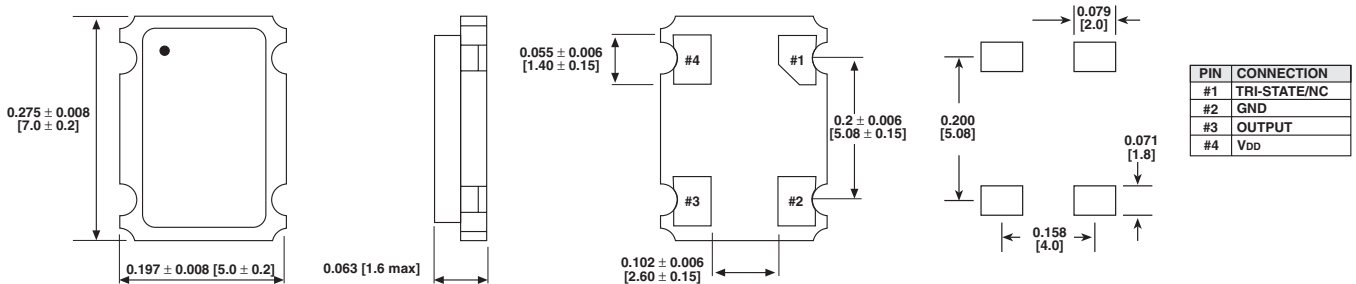 0.275 ± 0.008
[7.0 ± 0.2]
0.197 ± 0.008 [5.0 ± 0.2]
0.063 [1.6 max]
0.055 ± 0.006
[1.40 ± 0.15]
#4
#1
0.2 ± 0.006
[5.08 ± 0.15]
#3
#2
0.102 ± 0.006
[2.60 ± 0.15]
0.079
[2.0]
0.200
[5.08]
0.071
[1.8]
0.158
[4.0]
PIN CONNECTION
#1 TRI-STATE/NC
#2 GND
#3 OUTPUT
#4 VDD